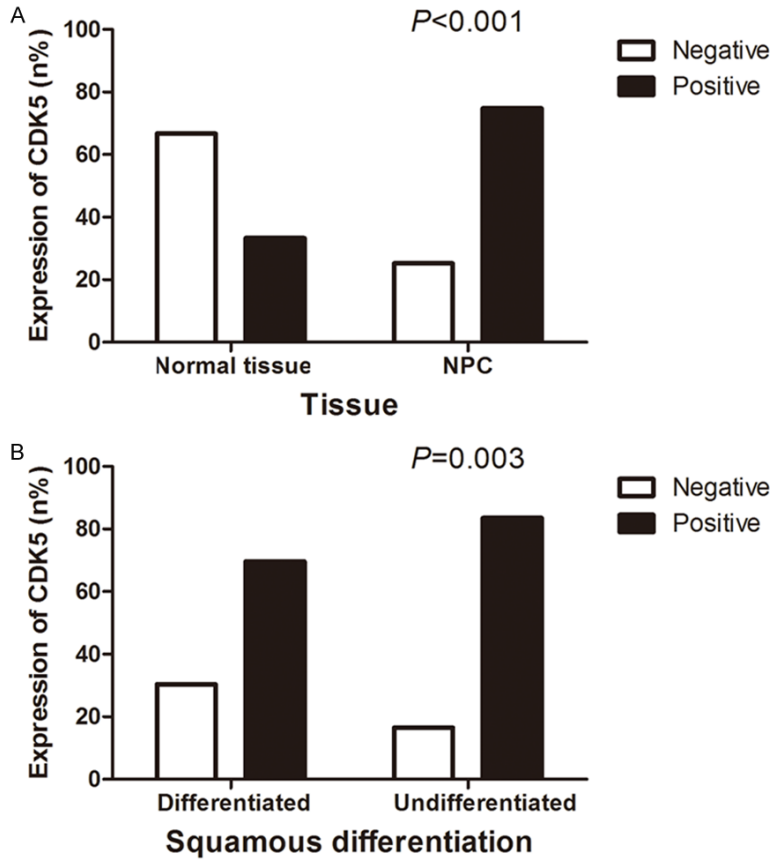 A
P<0.001
Expression of CDK5 (n%)
100
80
60
40
20
0
Negative
Positive
Normal tissue
NPC
Tissue
B
P=0.003
Expression of CDK5 (n%)
100
80
60
40
20
0
Negative
Positive
Differentiated
Undifferentiated
Squamous differentiation